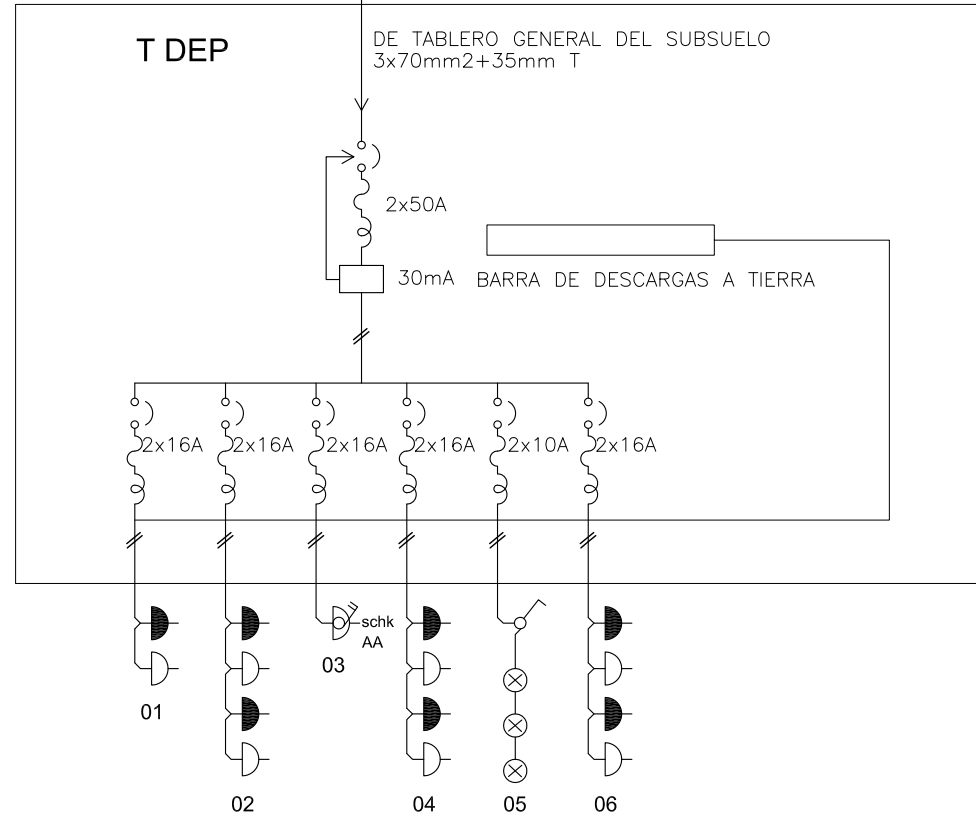 T DEP
DE TABLERO GENERAL DEL SUBSUELO
3x70mm2+35mm T
2x50A
30mA
BARRA DE DESCARGAS A TIERRA
2x16A
2x16A
2x16A
2x16A
2x10A
2x16A
schk
AA
03
01
02
04
05
06